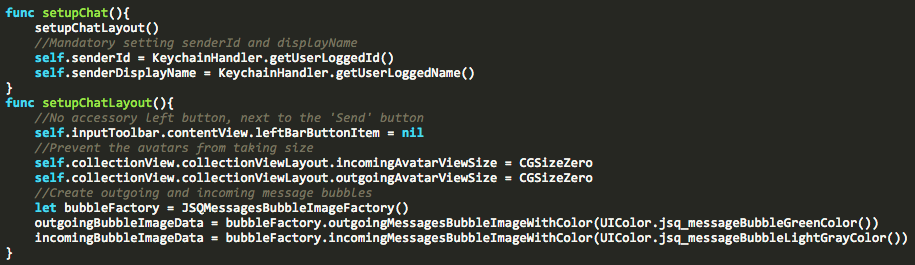 func setupChat(){
    setupChatLayout()
    //Mandatory setting senderId and displayName
    self.senderId = KeychainHandler.getUserLoggedId()
    self.senderDisplayName = KeychainHandler.getUserLoggedName()
}
func setupChatLayout(){
    //No accessory left button, next to the 'Send' button
    self.inputToolbar.contentView.leftBarButtonItem = nil
    //Prevent the avatars from taking size
    self.collectionView.collectionViewLayout.incomingAvatarViewSize = CGSizeZero
    self.collectionView.collectionViewLayout.outgoingAvatarViewSize = CGSizeZero
    //Create outgoing and incoming message bubbles
    let bubbleFactory = JSQMessagesBubbleImageFactory()
    outgoingBubbleImageData = bubbleFactory.outgoingMessagesBubbleImageWithColor(UIColor.jsq_messageBubbleGreenColor())
    incomingBubbleImageData = bubbleFactory.incomingMessagesBubbleImageWithColor(UIColor.jsq_messageBubbleLightGrayColor())
}